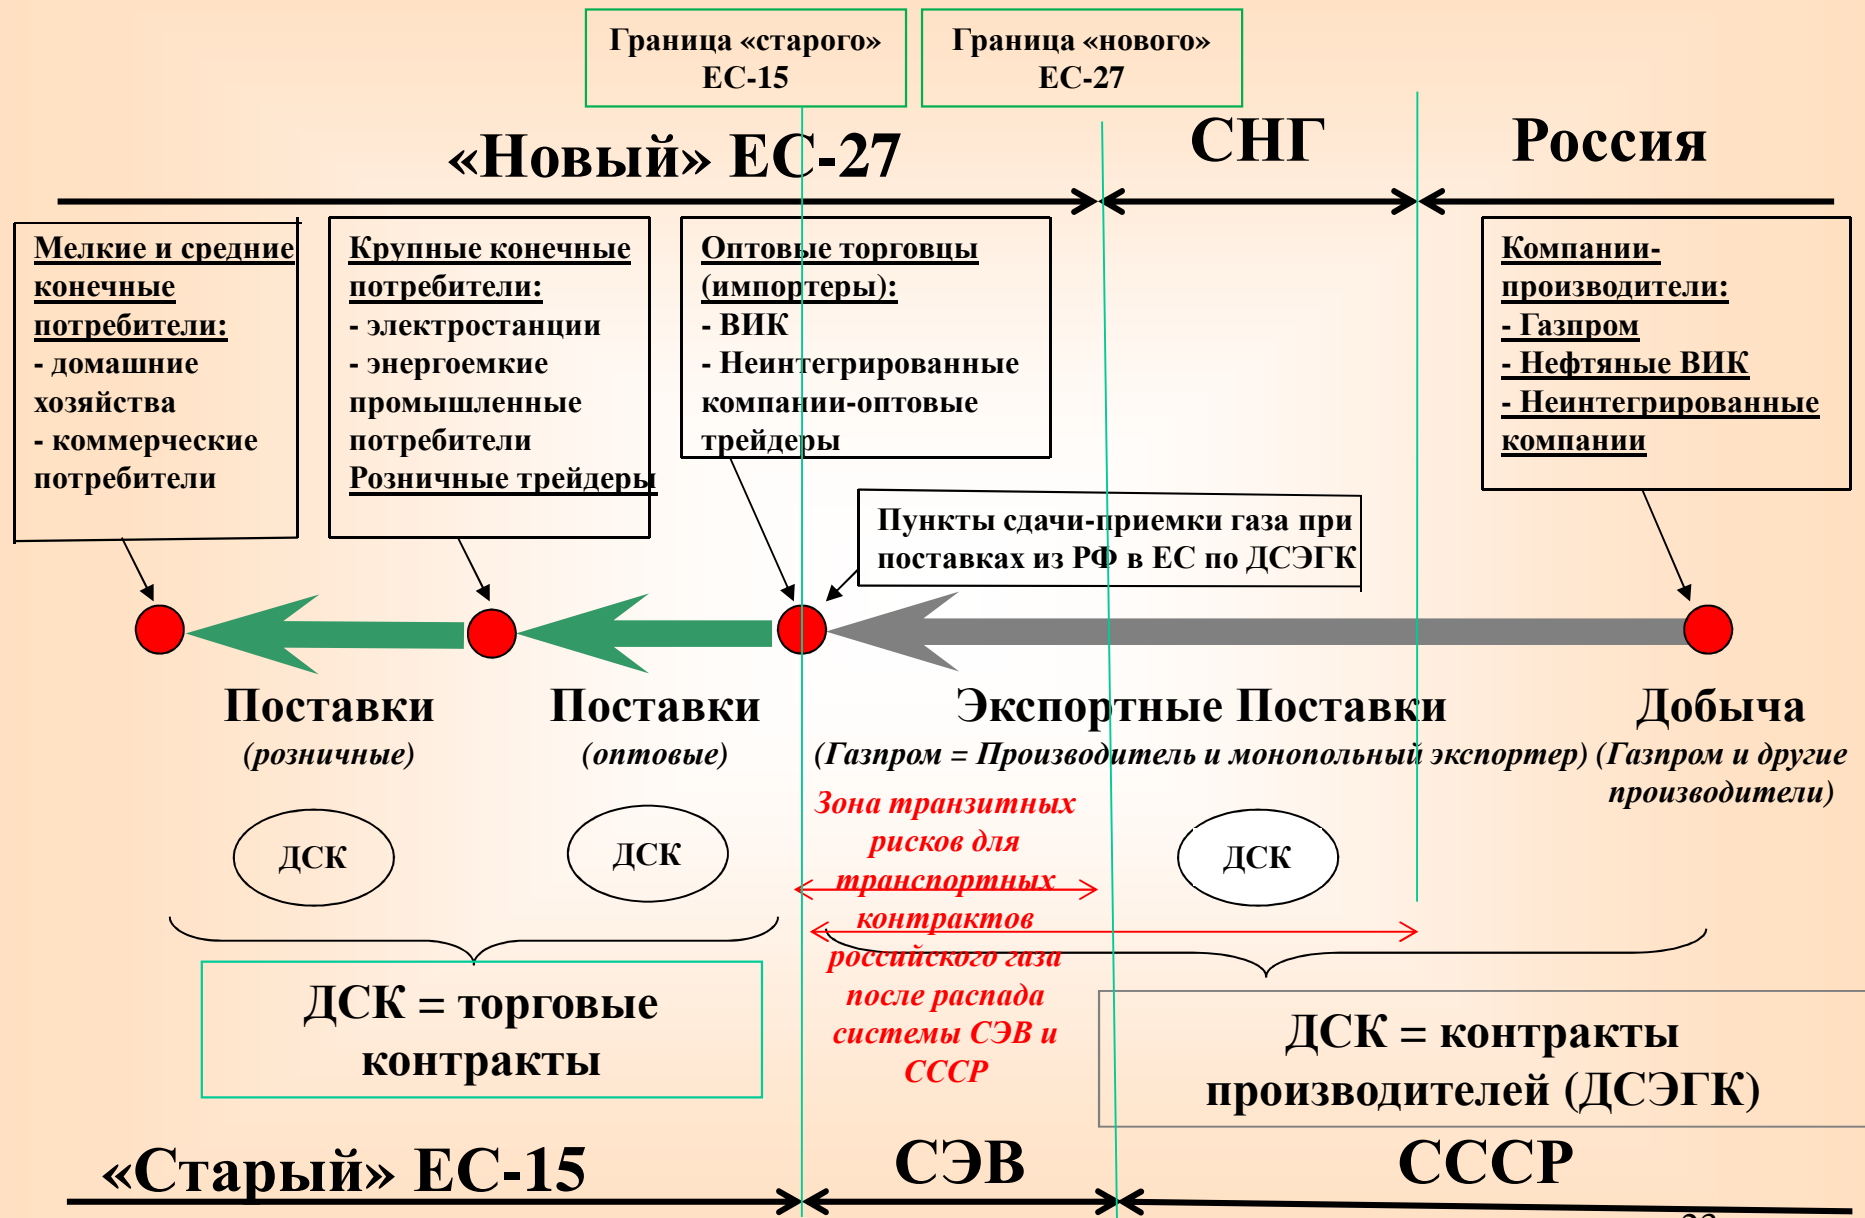 Граница «старого»
ЕС-15
Граница «нового»
ЕС-27
«Новый» ЕС-27
СНГ
Россия
Мелкие и средние
конечные
потребители:
- домашние
хозяйства
- коммерческие
потребители
Крупные конечные
потребители:
- электростанции
- энергоемкие
промышленные
потребители
Розничные трейдеры
Оптовые торговцы
(импортеры):
- ВИК
- Неинтегрированные
компании-оптовые
трейдеры
Компании-
производители:
- Газпром
- Нефтяные ВИК
- Неинтегрированные
компании
Пункты сдачи-приемки газа при
поставках из РФ в ЕС по ДСЭГК
Поставки
(розничные)
Поставки
(оптовые)
Экспортные Поставки
(Газпром = Производитель и монопольный экспортер)
Добыча
(Газпром и другие
производители)
Зона транзитных
рисков для
транспортных
контрактов
российского газа
после распада
системы СЭВ и
СССР
ДСК
ДСК
ДСК
ДСК = торговые
контракты
ДСК = контракты
производителей (ДСЭГК)
«Старый» ЕС-15
СЭВ
СССР